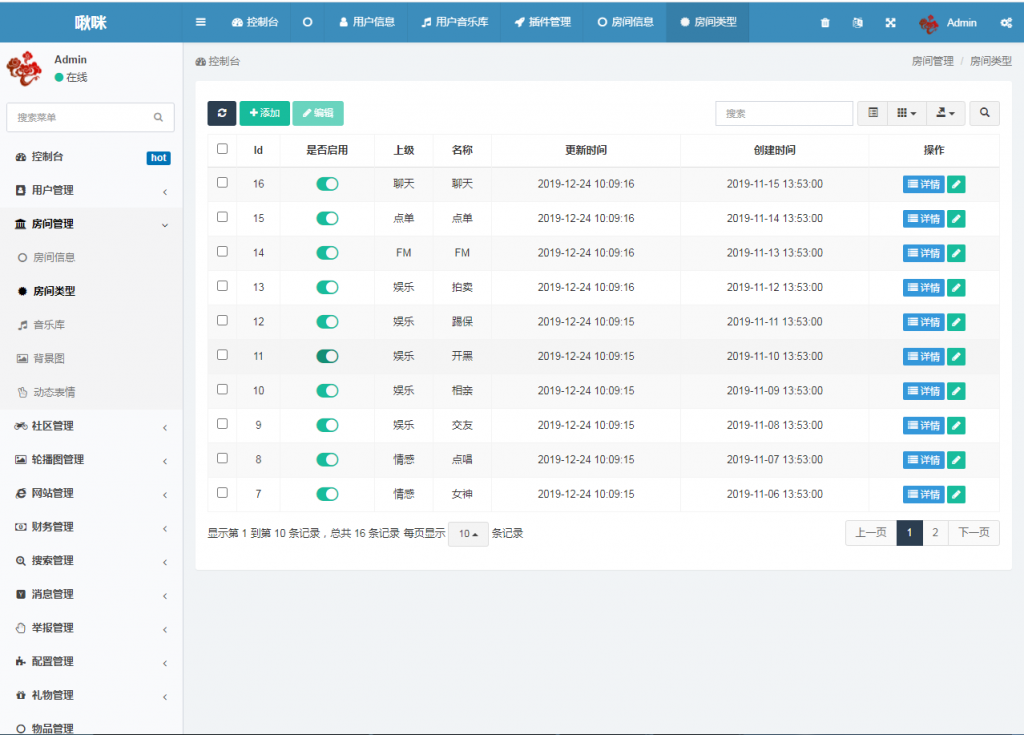 啾咪 控制台 用户信息 用户音乐库 插件管理 房间信息 房间类型 Admin
Admin
在线
控制台 房间管理 / 房间类型
搜索菜单
添加 编辑 搜索
控制台 hot
用户管理
房间管理
房间信息
房间类型
音乐库
背景图
动态表情
社区管理
轮播图管理
网站管理
财务管理
搜索管理
消息管理
举报管理
配置管理
礼物管理
物品管理
Id 是否启用 上级 名称 更新时间 创建时间 操作
16 聊天 聊天 2019-12-24 10:09:16 2019-11-15 13:53:00 详情
15 点单 点单 2019-12-24 10:09:16 2019-11-14 13:53:00 详情
14 FM FM 2019-12-24 10:09:16 2019-11-13 13:53:00 详情
13 娱乐 拍卖 2019-12-24 10:09:16 2019-11-12 13:53:00 详情
12 娱乐 踢保 2019-12-24 10:09:15 2019-11-11 13:53:00 详情
11 娱乐 开黑 2019-12-24 10:09:15 2019-11-10 13:53:00 详情
10 娱乐 相亲 2019-12-24 10:09:15 2019-11-09 13:53:00 详情
9 娱乐 交友 2019-12-24 10:09:15 2019-11-08 13:53:00 详情
8 情感 点唱 2019-12-24 10:09:15 2019-11-07 13:53:00 详情
7 情感 女神 2019-12-24 10:09:15 2019-11-06 13:53:00 详情
显示第 1 到第 10 条记录，总共 16 条记录 每页显示 10 条记录 上一页 1 2 下一页